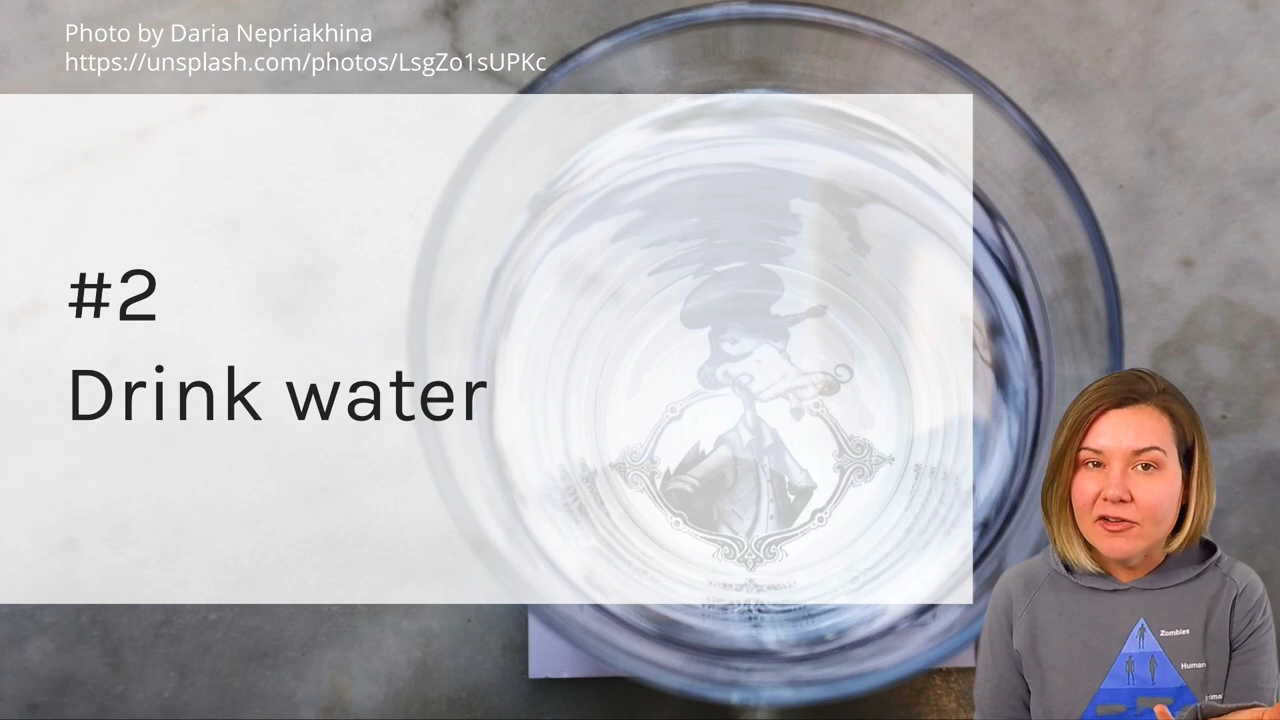 Photo by Daria Nepriakhina
https://unsplash.com/photos/LsgZo1sUPKc
#2
Drink water
Zombies
Human